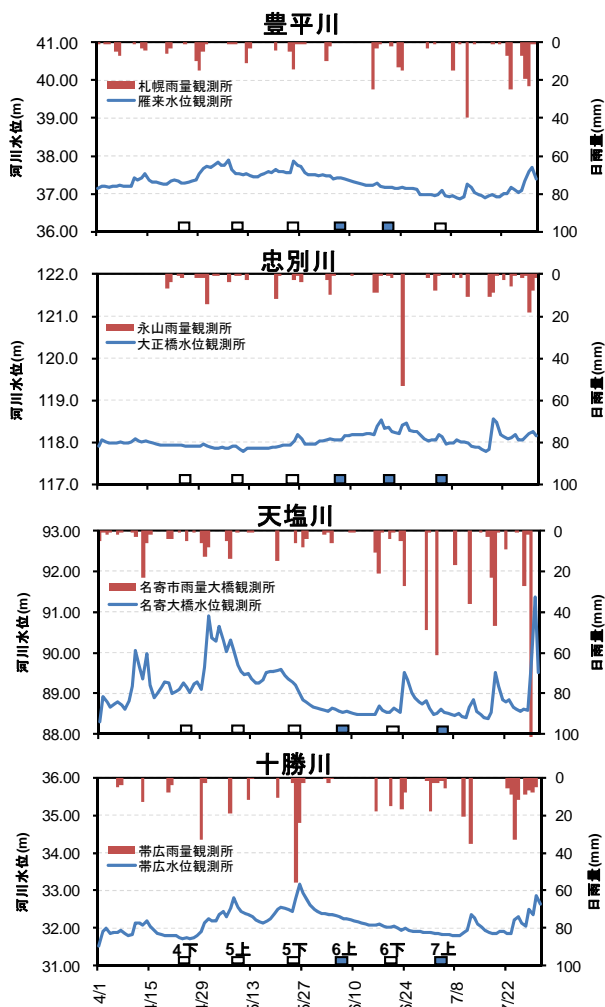 豊平川
41.00
40.00
39.00
38.00
37.00
36.00
0
20
40
60
80
100
河川水位(m)
日雨量(mm)
札幌雨量観測所
雁来水位観測所
忠別川
122.0
121.0
120.0
119.0
118.0
117.0
0
20
40
60
80
100
河川水位(m)
日雨量(mm)
永山雨量観測所
大正橋水位観測所
天塩川
93.00
92.00
91.00
90.00
89.00
88.00
0
20
40
60
80
100
河川水位(m)
日雨量(mm)
名寄市雨量大橋観測所
名寄大橋水位観測所
十勝川
36.00
35.00
34.00
33.00
32.00
31.00
0
20
40
60
80
100
河川水位(m)
日雨量(mm)
帯広雨量観測所
帯広水位観測所
4下 5上 5下 6上 6下 7上
4/1 4/15 4/29 5/13 5/27 6/10 6/24 7/8 7/22